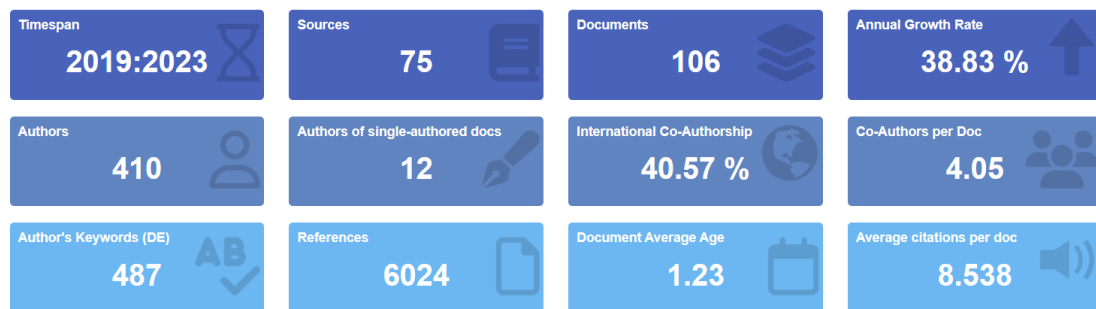 Timespan
2019:2023
Sources
75
Documents
106
Annual Growth Rate
38.83 %
Authors
410
Authors of single-authored docs
12
International Co-Authorship
40.57 %
Co-Authors per Doc
4.05
Author's Keywords (DE)
487
AB
References
6024
Document Average Age
1.23
Average citations per doc
8.538